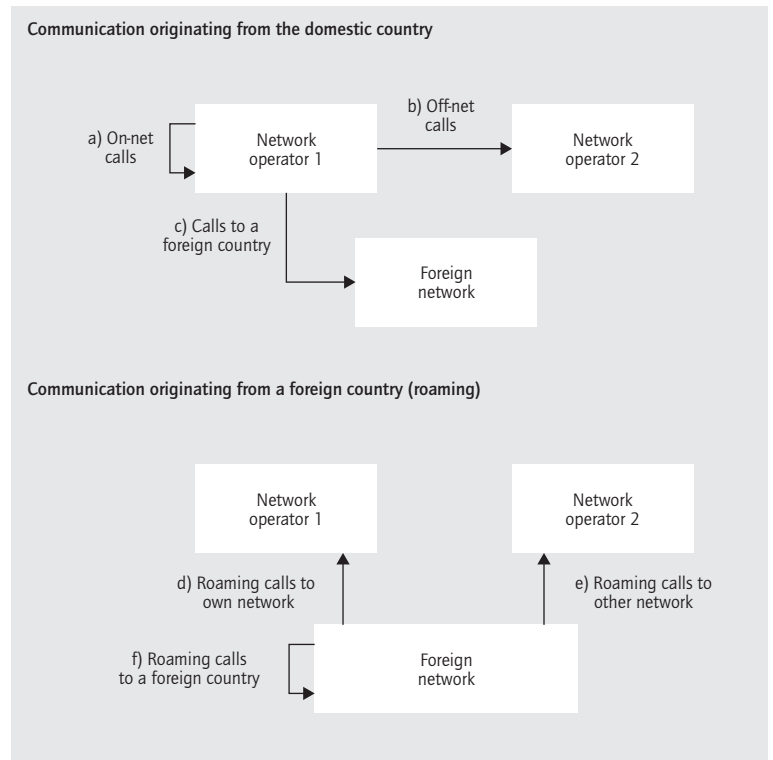 Communication originating from the domestic country
b) Off-net
calls
a) On-net
calls
Network
operator 1
Network
operator 2
c) Calls to a
foreign country
Foreign
network
Communication originating from a foreign country (roaming)
Network
operator 1
Network
operator 2
d) Roaming calls to
own network
e) Roaming calls to
other network
f) Roaming calls
to a foreign country
Foreign
network